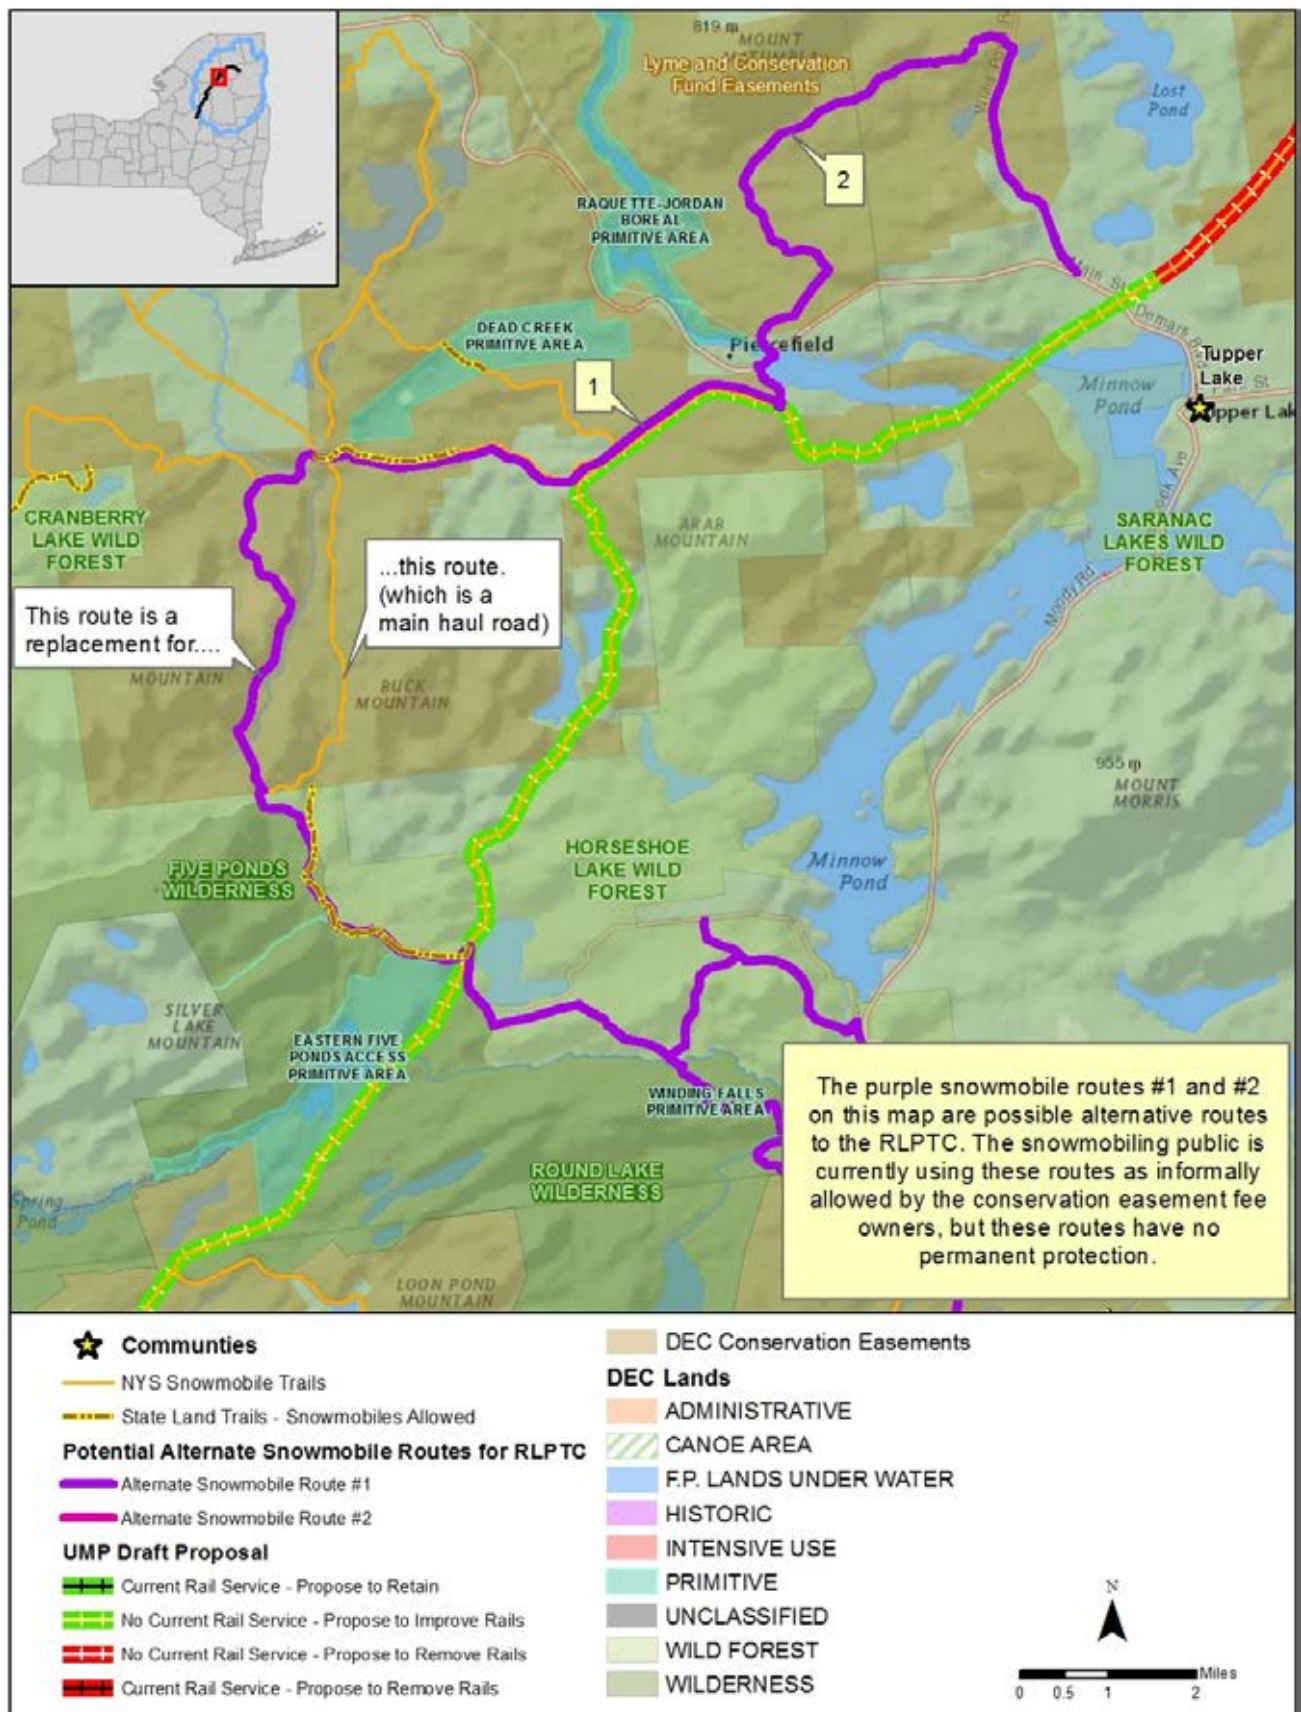 819 m
MOUNT
MATUMBLA
Lyme and Conservation
Fund Easements
Lost
Pond
2
RAQUETTE-JORDAN
BOREAL
PRIMITIVE AREA
Main St
Demars
DEAD CREEK
PRIMITIVE AREA
Piercefield
1
Minnow
Pond
Tupper
Lake
Park St
Tupper Lak
CRANBERRY
LAKE WILD
FOREST
ARAB
MOUNTAIN
SARANAC
LAKES WILD
FOREST
Moody Rd
This route is a
replacement for....
...this route.
(which is a
main haul road)
MOUNTAIN
BUCK
MOUNTAIN
955 m
MOUNT
MORRIS
FIVE PONDS
WILDERNESS
HORSESHOE
LAKE WILD
FOREST
Minnow
Pond
SILVER
LAKE
MOUNTAIN
EASTERN FIVE
PONDS ACCESS
PRIMITIVE AREA
WINDING FALLS
PRIMITIVE AREA
ROUND LAKE
WILDERNESS
Spring
Pond
LOON POND
MOUNTAIN
The purple snowmobile routes #1 and #2
on this map are possible alternative routes
to the RLPTC. The snowmobiling public is
currently using these routes as informally
allowed by the conservation easement fee
owners, but these routes have no
permanent protection.
Communties
NYS Snowmobile Trails
State Land Trails - Snowmobiles Allowed
Potential Alternate Snowmobile Routes for RLPTC
Alternate Snowmobile Route #1
Alternate Snowmobile Route #2
UMP Draft Proposal
Current Rail Service - Propose to Retain
No Current Rail Service - Propose to Improve Rails
No Current Rail Service - Propose to Remove Rails
Current Rail Service - Propose to Remove Rails
DEC Conservation Easements
DEC Lands
ADMINISTRATIVE
CANOE AREA
F.P. LANDS UNDER WATER
HISTORIC
INTENSIVE USE
PRIMITIVE
UNCLASSIFIED
WILD FOREST
WILDERNESS
N
Miles
0 0.5 1 2